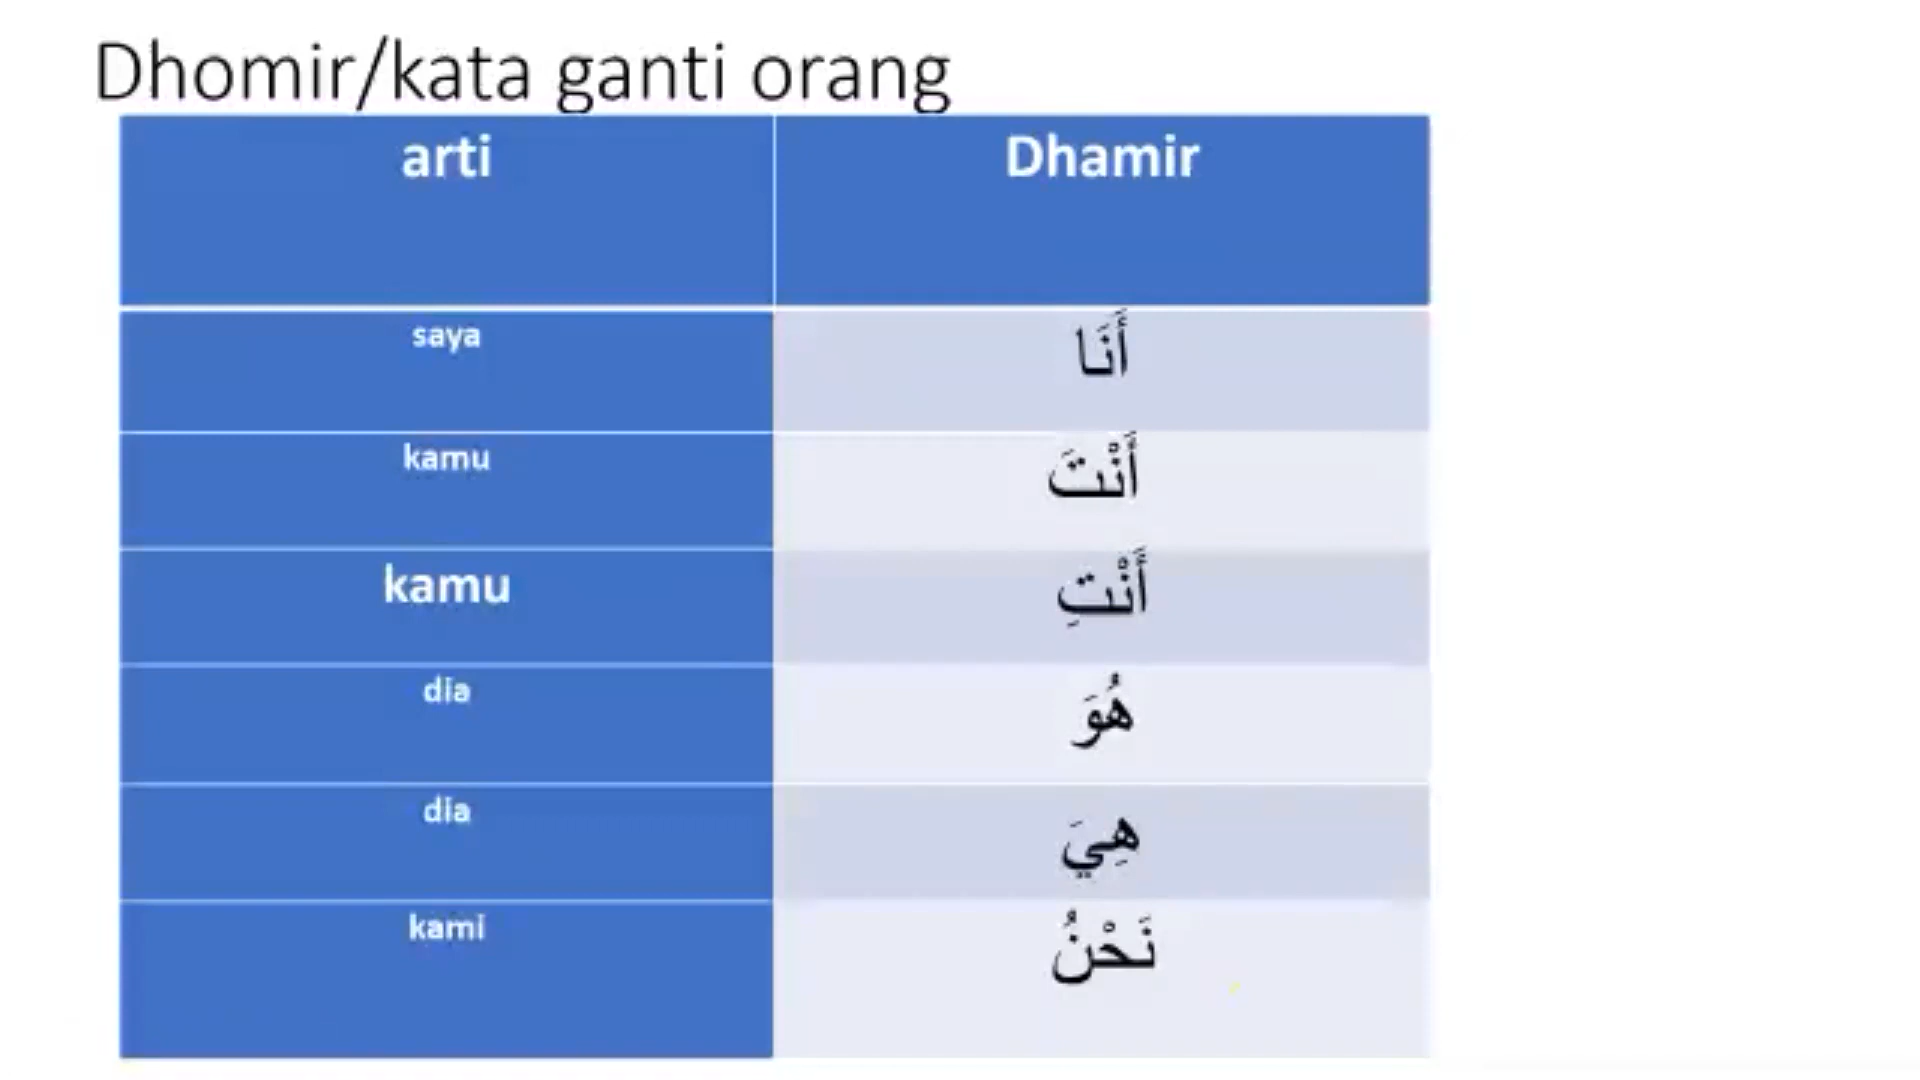 Dhomir/kata ganti orang
arti Dhamir
saya أَنَا
kamu أَنْتَ
kamu أَنْتِ
dia هُوَ
dia هِيَ
kami نَحْنُ